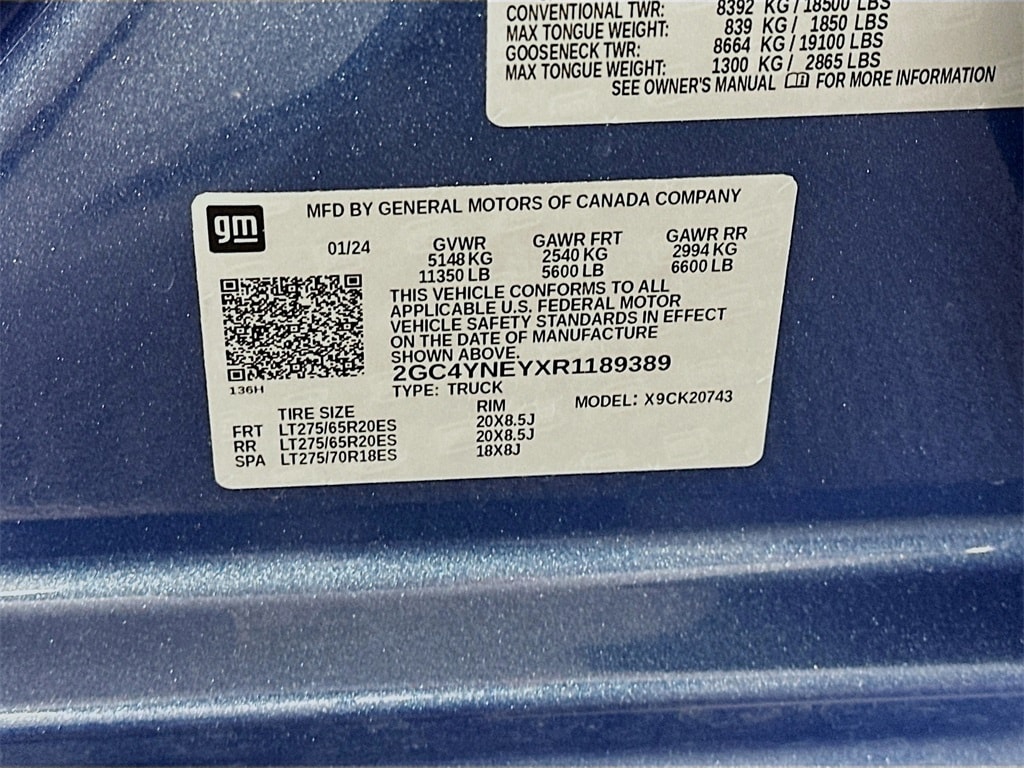 CONVENTIONAL TWR: 8392 KG / 18500 LBS
MAX TONGUE WEIGHT: 839 KG / 1850 LBS
GOOSENECK TWR: 8664 KG / 19100 LBS
MAX TONGUE WEIGHT: 1300 KG / 2865 LBS
SEE OWNER'S MANUAL FOR MORE INFORMATION
gm
MFD BY GENERAL MOTORS OF CANADA COMPANY
01/24 GVWR GAWR FRT GAWR RR
5148 KG 2540 KG 2994 KG
11350 LB 5600 LB 6600 LB
THIS VEHICLE CONFORMS TO ALL
APPLICABLE U.S. FEDERAL MOTOR
VEHICLE SAFETY STANDARDS IN EFFECT
ON THE DATE OF MANUFACTURE
SHOWN ABOVE.
2GC4YNEYXR1189389
136H
TYPE: TRUCK
TIRE SIZE RIM MODEL: X9CK20743
FRT LT275/65R20ES 20X8.5J
RR LT275/65R20ES 20X8.5J
SPA LT275/70R18ES 18X8J